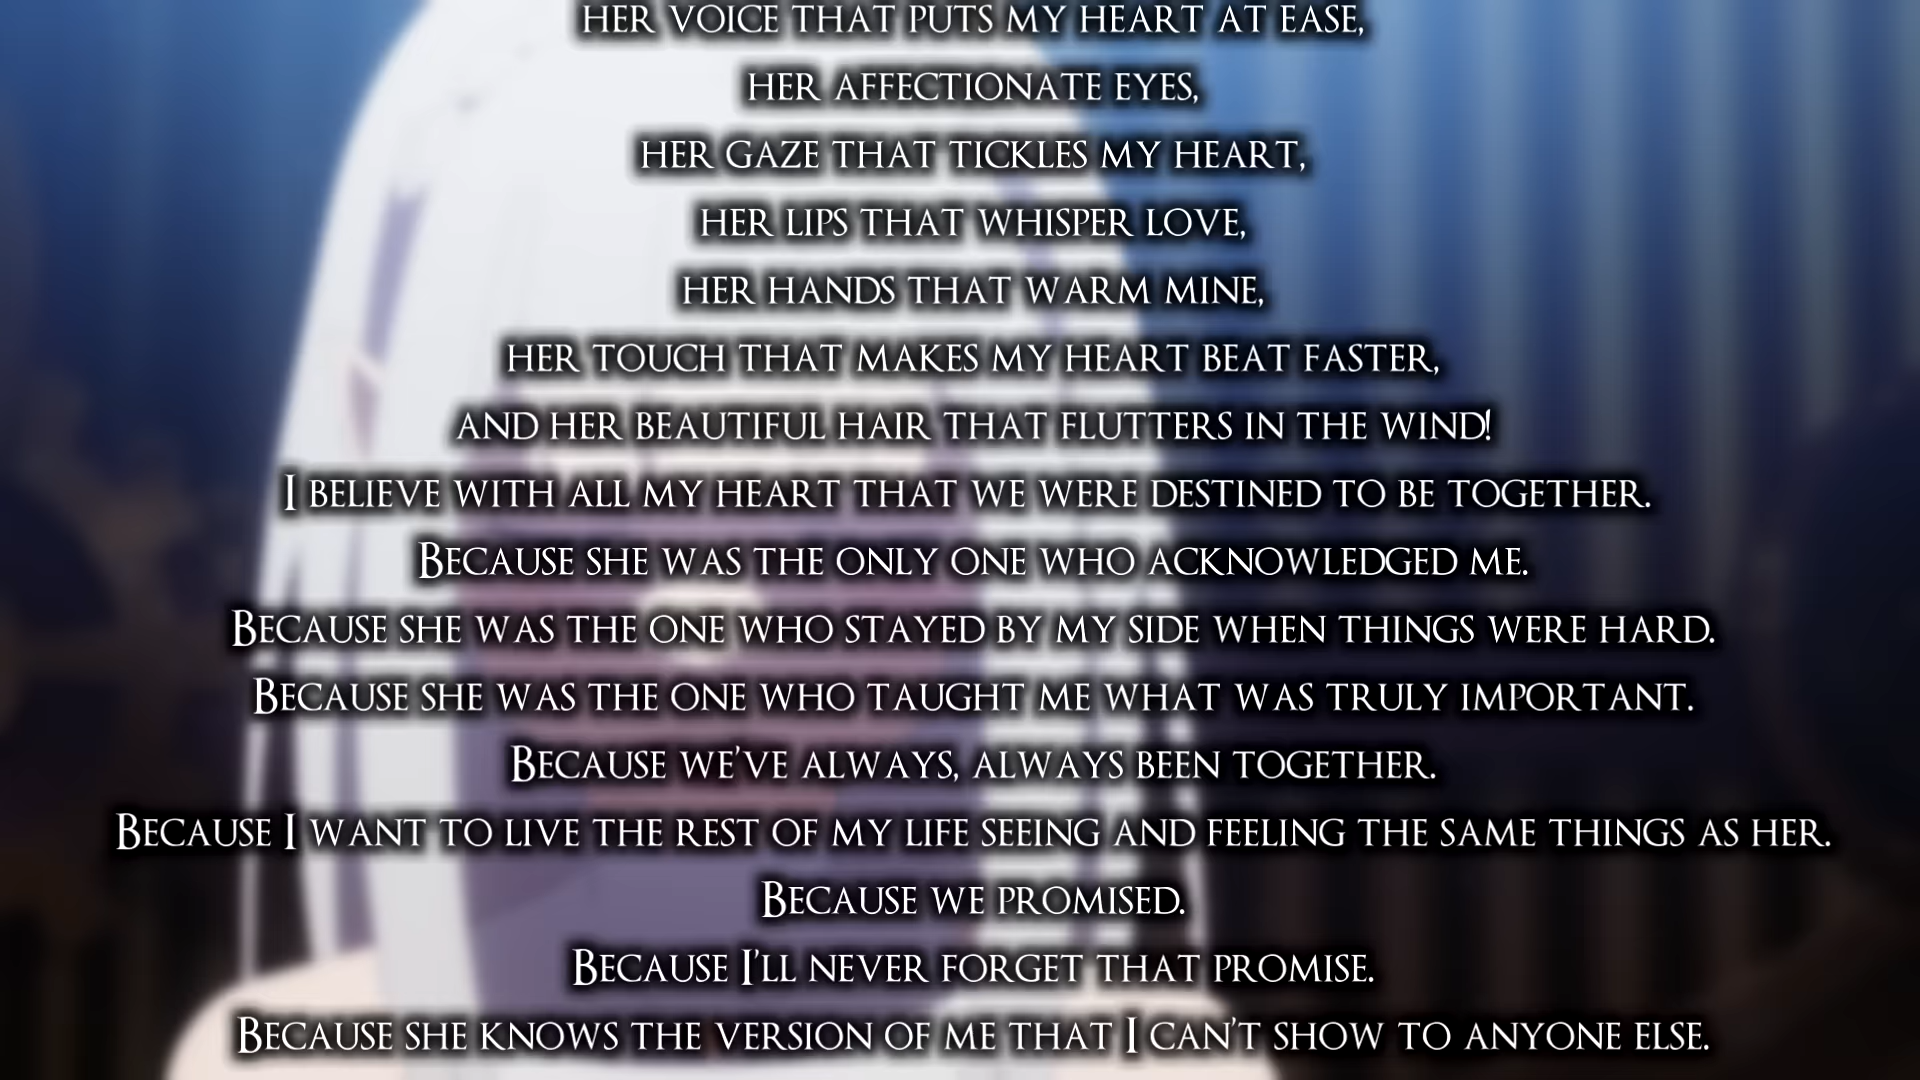 HER VOICE THAT PUTS MY HEART AT EASE,
HER AFFECTIONATE EYES,
HER GAZE THAT TICKLES MY HEART,
HER LIPS THAT WHISPER LOVE,
HER HANDS THAT WARM MINE,
HER TOUCH THAT MAKES MY HEART BEAT FASTER,
AND HER BEAUTIFUL HAIR THAT FLUTTERS IN THE WIND!
I BELIEVE WITH ALL MY HEART THAT WE WERE DESTINED TO BE TOGETHER.
BECAUSE SHE WAS THE ONLY ONE WHO ACKNOWLEDGED ME.
BECAUSE SHE WAS THE ONE WHO STAYED BY MY SIDE WHEN THINGS WERE HARD.
BECAUSE SHE WAS THE ONE WHO TAUGHT ME WHAT WAS TRULY IMPORTANT.
BECAUSE WE'VE ALWAYS, ALWAYS BEEN TOGETHER.
BECAUSE I WANT TO LIVE THE REST OF MY LIFE SEEING AND FEELING THE SAME THINGS AS HER.
BECAUSE WE PROMISED.
BECAUSE I'LL NEVER FORGET THAT PROMISE.
BECAUSE SHE KNOWS THE VERSION OF ME THAT I CAN'T SHOW TO ANYONE ELSE.